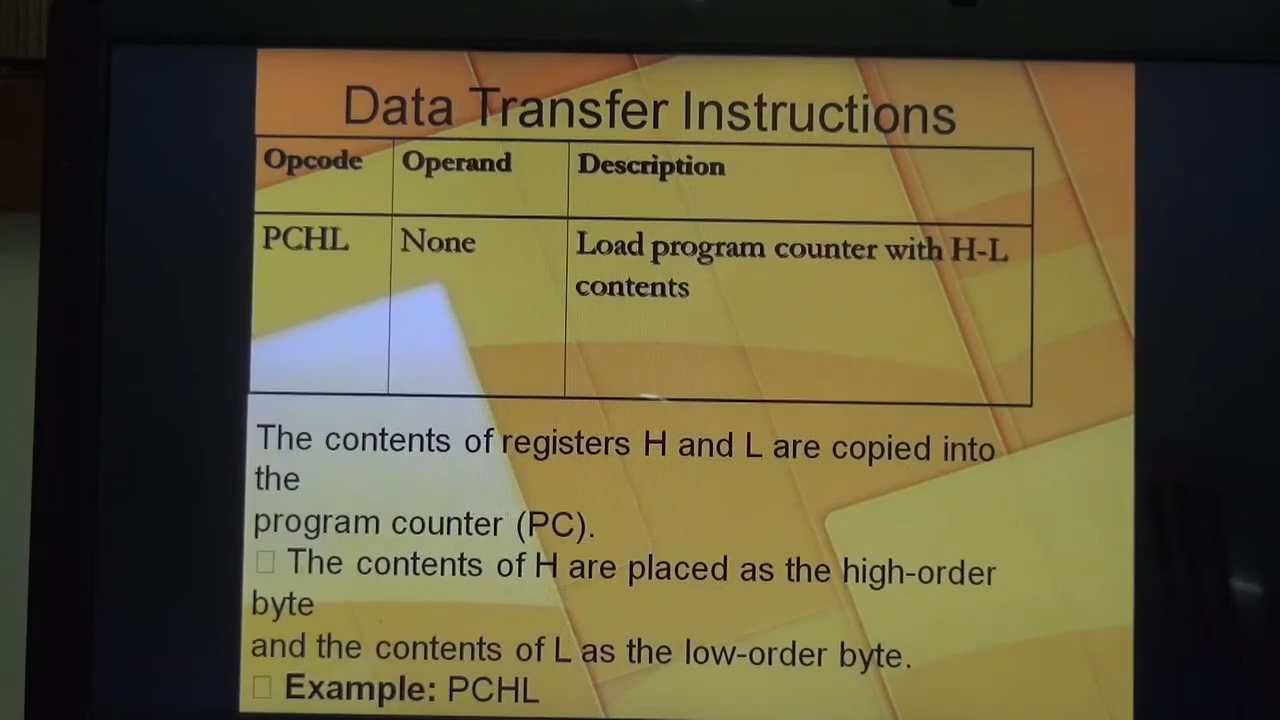 Data Transfer Instructions
Opcode Operand Description
PCHL None Load program counter with H-L
contents
The contents of registers H and L are copied into
the
program counter (PC).
The contents of H are placed as the high-order
byte
and the contents of L as the low-order byte.
Example: PCHL